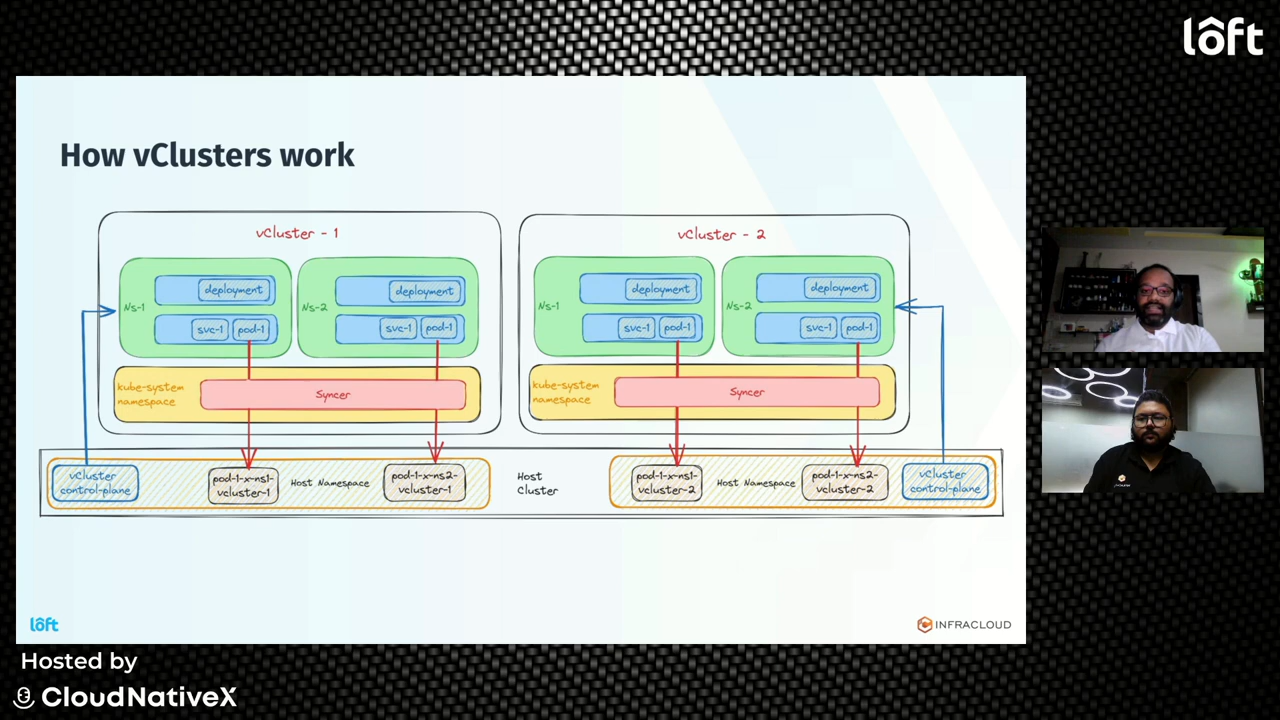 lôft
How vClusters work
vCluster - 1
Ns-1
deployment
svc-1
pod-1
Ns-2
deployment
svc-1
pod-1
kube-system
namespace
Syncer
vCluster - 2
Ns-1
deployment
svc-1
pod-1
Ns-2
deployment
svc-1
pod-1
kube-system
namespace
Syncer
vCluster
control-plane
pod-1-x-ns1-
vcluster-1
Host Namespace
pod-1-x-ns2-
vcluster-1
Host
Cluster
pod-1-x-ns1-
vcluster-2
Host Namespace
pod-1-x-ns2-
vcluster-2
vCluster
control-plane
lôft
INFRACLOUD
Hosted by
CloudNativeX